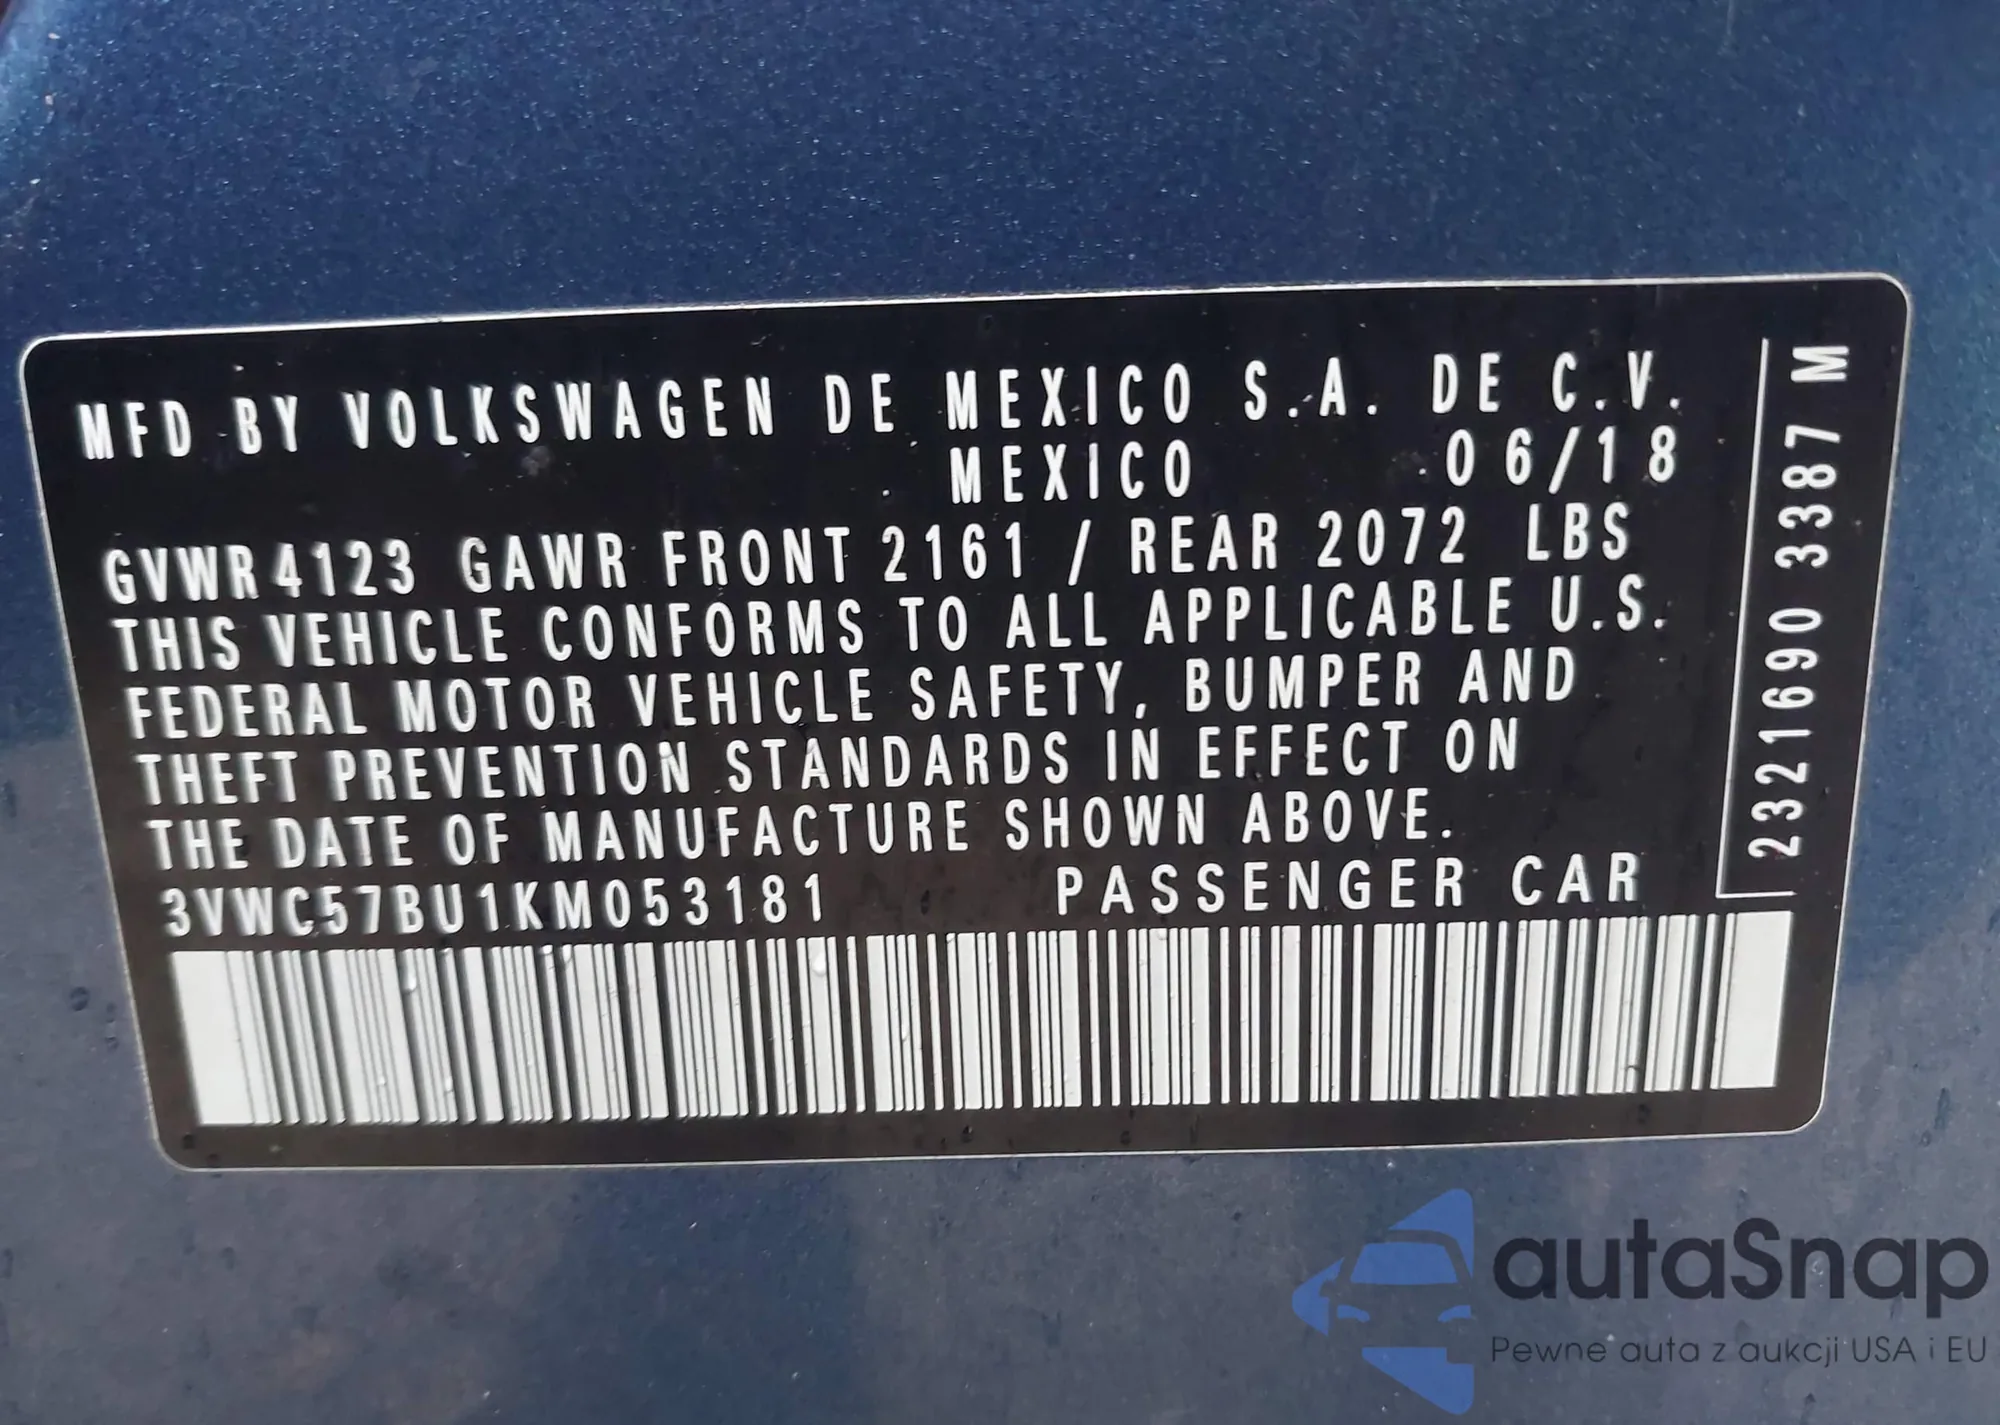 MFD BY VOLKSWAGEN DE MEXICO S.A. DE C.V.
MEXICO 06/18
GVWR 4123 GAWR FRONT 2161 / REAR 2072 LBS
THIS VEHICLE CONFORMS TO ALL APPLICABLE U.S.
FEDERAL MOTOR VEHICLE SAFETY, BUMPER AND
THEFT PREVENTION STANDARDS IN EFFECT ON
THE DATE OF MANUFACTURE SHOWN ABOVE.
3VWC57BU1KM053181 PASSENGER CAR
2321690 3387 M
autaSnap
Pewne auta z aukcji USA i EU